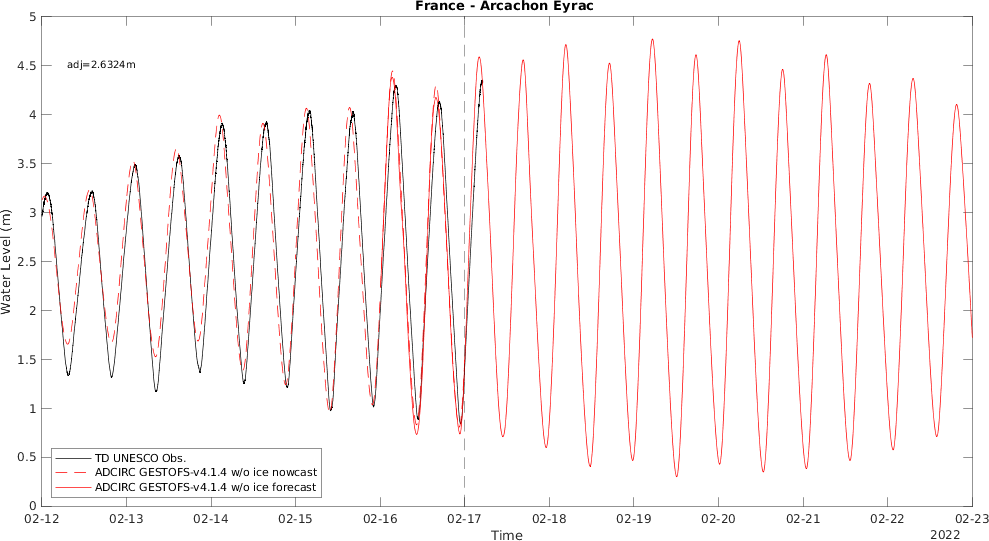 France - Arcachon Eyrac
5
4.5
4
3.5
3
2.5
2
1.5
1
0.5
0
Water Level (m)
adj=2.6324m
TD UNESCO Obs.
ADCIRC GESTOFS-v4.1.4 w/o ice nowcast
ADCIRC GESTOFS-v4.1.4 w/o ice forecast
02-12 02-13 02-14 02-15 02-16 02-17 02-18 02-19 02-20 02-21 02-22 02-23
Time
2022